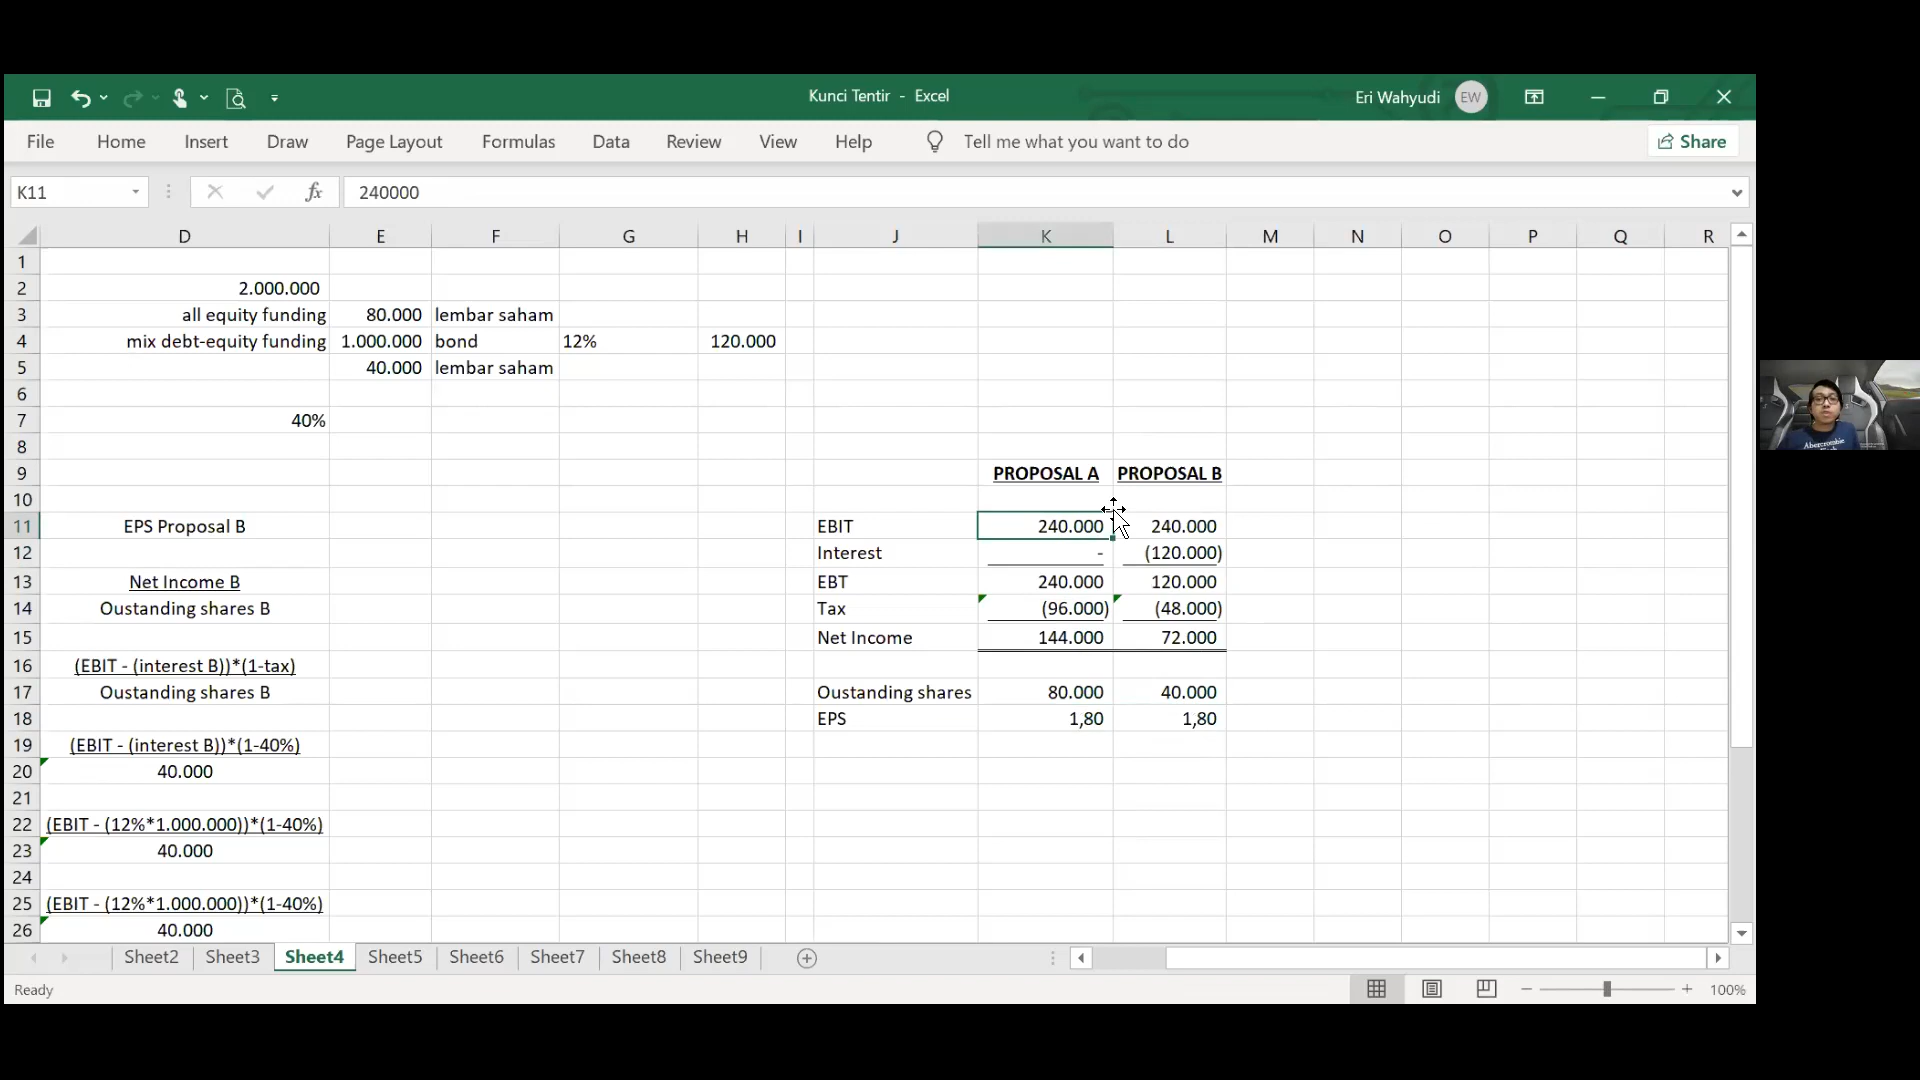 Kunci Tentir - Excel
Eri Wahyudi EW
File Home Insert Draw Page Layout Formulas Data Review View Help Tell me what you want to do Share
K11 fx 240000
D E F G H I J K L M N O P Q R
1
2 2.000.000
3 all equity funding 80.000 lembar saham
4 mix debt-equity funding 1.000.000 bond 12% 120.000
5 40.000 lembar saham
6
7 40%
8
9 PROPOSAL A PROPOSAL B
10
11 EPS Proposal B EBIT 240.000 240.000
12 Interest - (120.000)
13 Net Income B EBT 240.000 120.000
14 Oustanding shares B Tax (96.000) (48.000)
15 Net Income 144.000 72.000
16 (EBIT - (interest B))*(1-tax)
17 Oustanding shares B Oustanding shares 80.000 40.000
18 EPS 1,80 1,80
19 (EBIT - (interest B))*(1-40%)
20 40.000
21
22 (EBIT - (12%*1.000.000))*(1-40%)
23 40.000
24
25 (EBIT - (12%*1.000.000))*(1-40%)
26 40.000
Sheet2 Sheet3 Sheet4 Sheet5 Sheet6 Sheet7 Sheet8 Sheet9
Ready 100%
Abercrombie